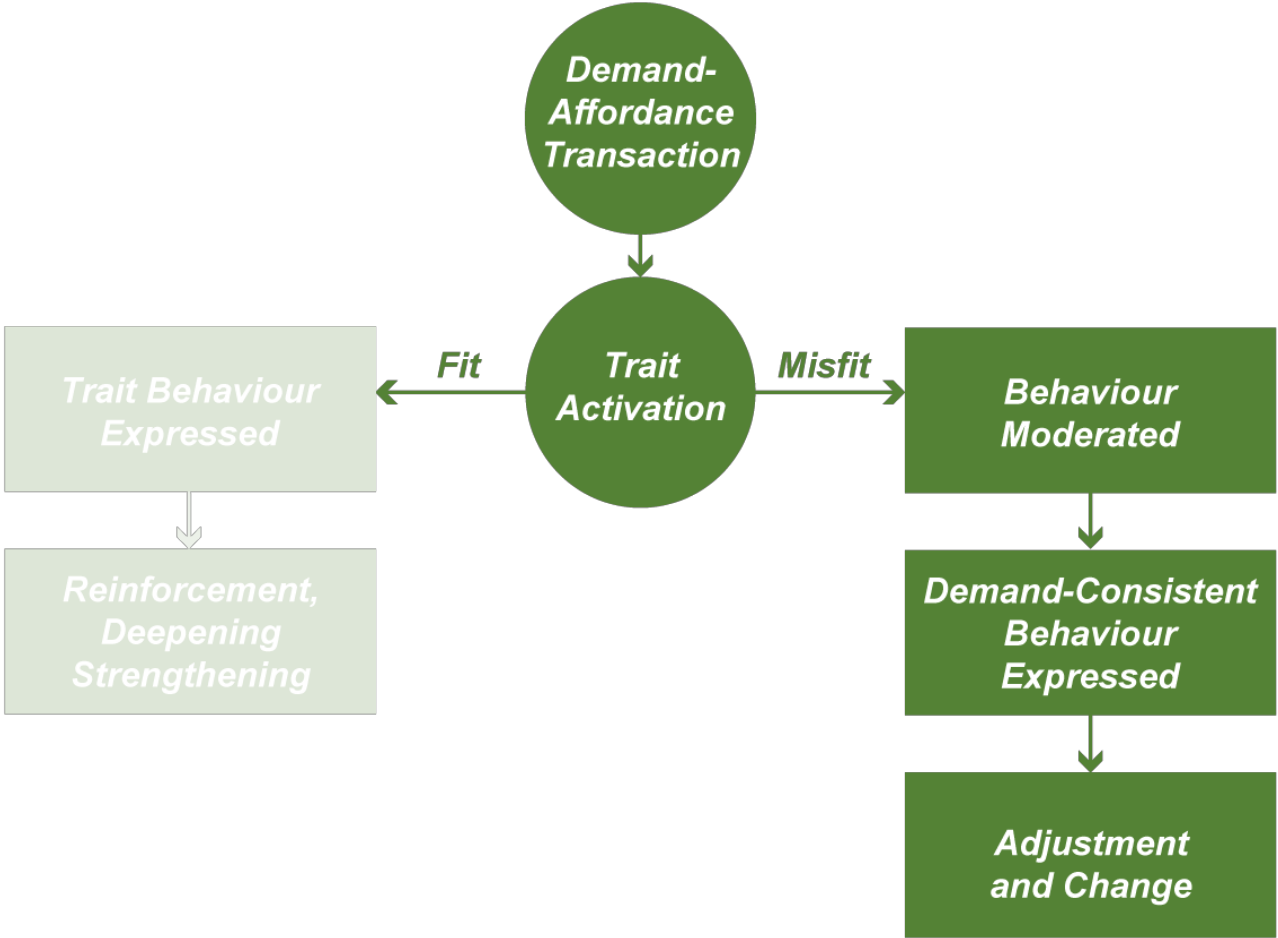 Demand-
Affordance
Transaction
Fit
Trait
Activation
Misfit
Trait Behaviour
Expressed
Behaviour
Moderated
Reinforcement,
Deepening
Strengthening
Demand-Consistent
Behaviour
Expressed
Adjustment
and Change